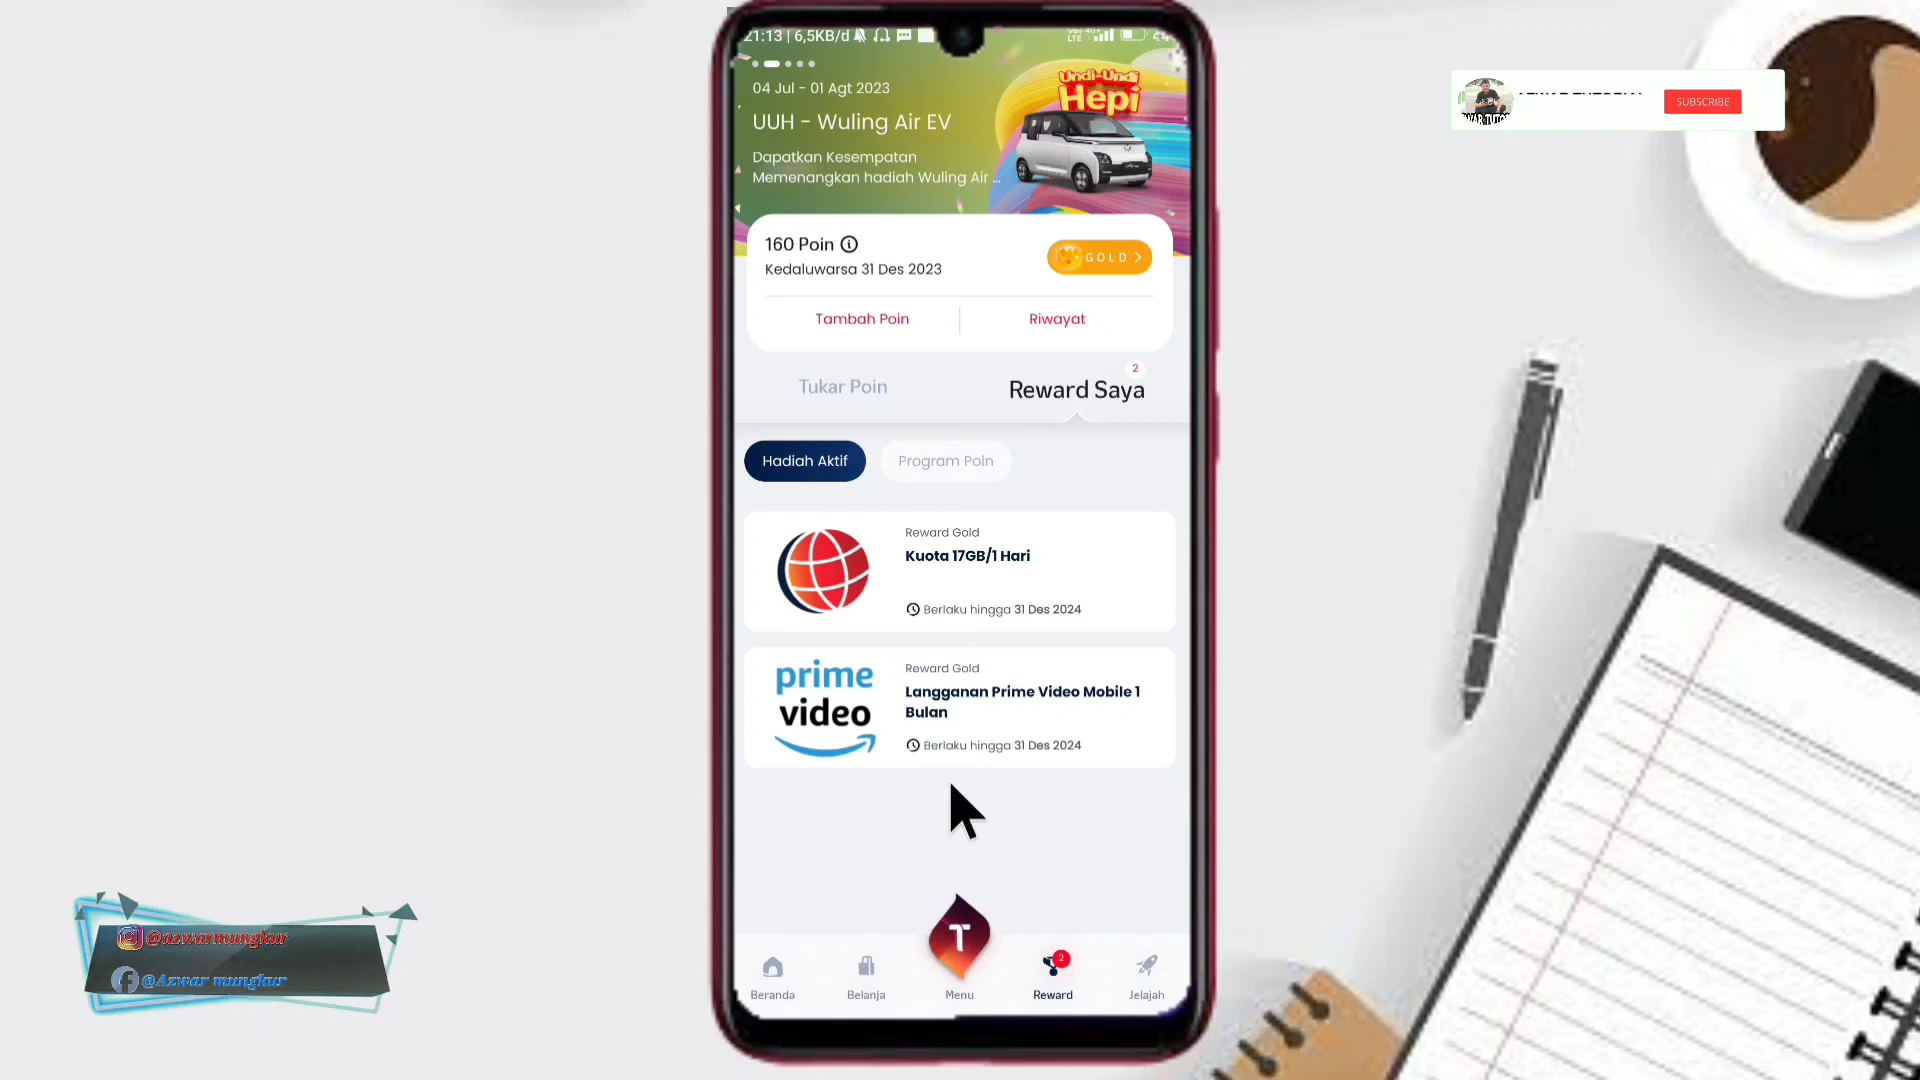 21:13 | 6,5KB/d
04 Jul - 01 Agt 2023
Undi-Undi
Hepi
UUH - Wuling Air EV
Dapatkan Kesempatan
Memenangkan hadiah Wuling Air ...
160 Poin
GOLD
Kedaluwarsa 31 Des 2023
Tambah Poin
Riwayat
Tukar Poin
Reward Saya
2
Hadiah Aktif
Program Poin
Reward Gold
Kuota 17GB/1 Hari
Berlaku hingga 31 Des 2024
prime
video
Reward Gold
Langganan Prime Video Mobile 1
Bulan
Berlaku hingga 31 Des 2024
T
2
Beranda
Belanja
Menu
Reward
Jelajah
SUBSCRIBE
@azwarmungkur
@Azwar mungkur